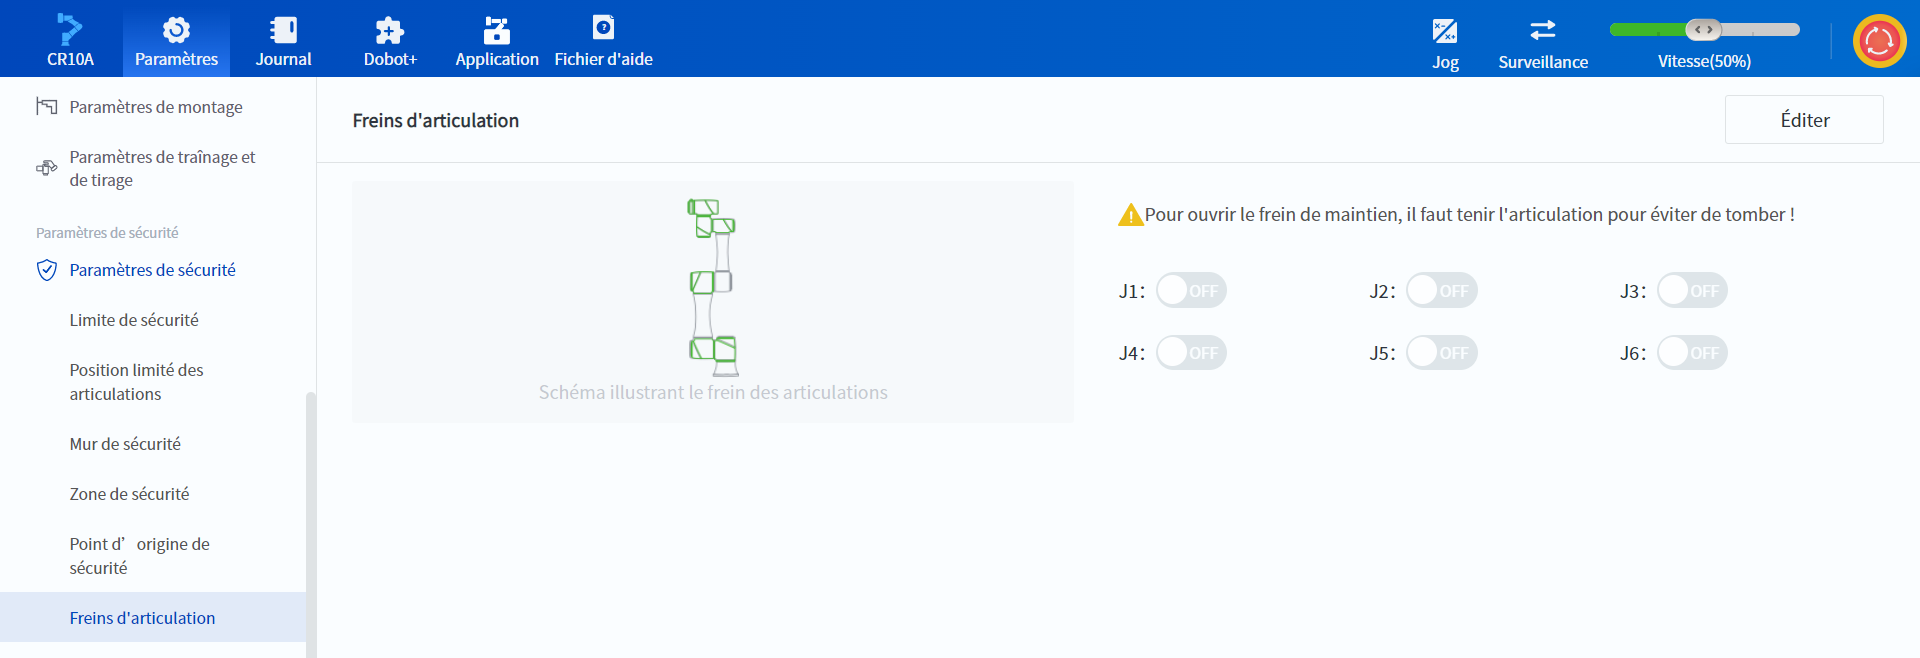 CR10A
Paramètres
Journal
Dobot+
Application
Fichier d'aide
Jog
Surveillance
Vitesse(50%)
Paramètres de montage
Paramètres de traînage et
de tirage
Paramètres de sécurité
Paramètres de sécurité
Limite de sécurité
Position limité des
articulations
Mur de sécurité
Zone de sécurité
Point d’origine de
sécurité
Freins d'articulation
Freins d'articulation
Éditer
Schéma illustrant le frein des articulations
Pour ouvrir le frein de maintien, il faut tenir l'articulation pour éviter de tomber !
J1: OFF J2: OFF J3: OFF
J4: OFF J5: OFF J6: OFF